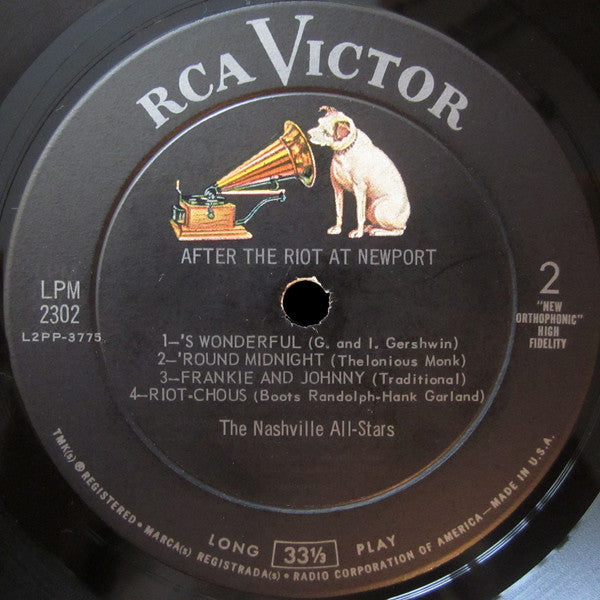 RCA VICTOR
AFTER THE RIOT AT NEWPORT
LPM
2302
L2PP-3775
2
"NEW
ORTHOPHONIC"
HIGH
FIDELITY
1—'S WONDERFUL (G. and I. Gershwin)
2—'ROUND MIDNIGHT (Thelonious Monk)
3—FRANKIE AND JOHNNY (Traditional)
4—RIOT-CHOUS (Boots Randolph-Hank Garland)
The Nashville All-Stars
LONG 33⅓ PLAY
TMK(s) ® REGISTERED • MARCA(s) REGISTRADA(s) • RADIO CORPORATION OF AMERICA—MADE IN U.S.A.